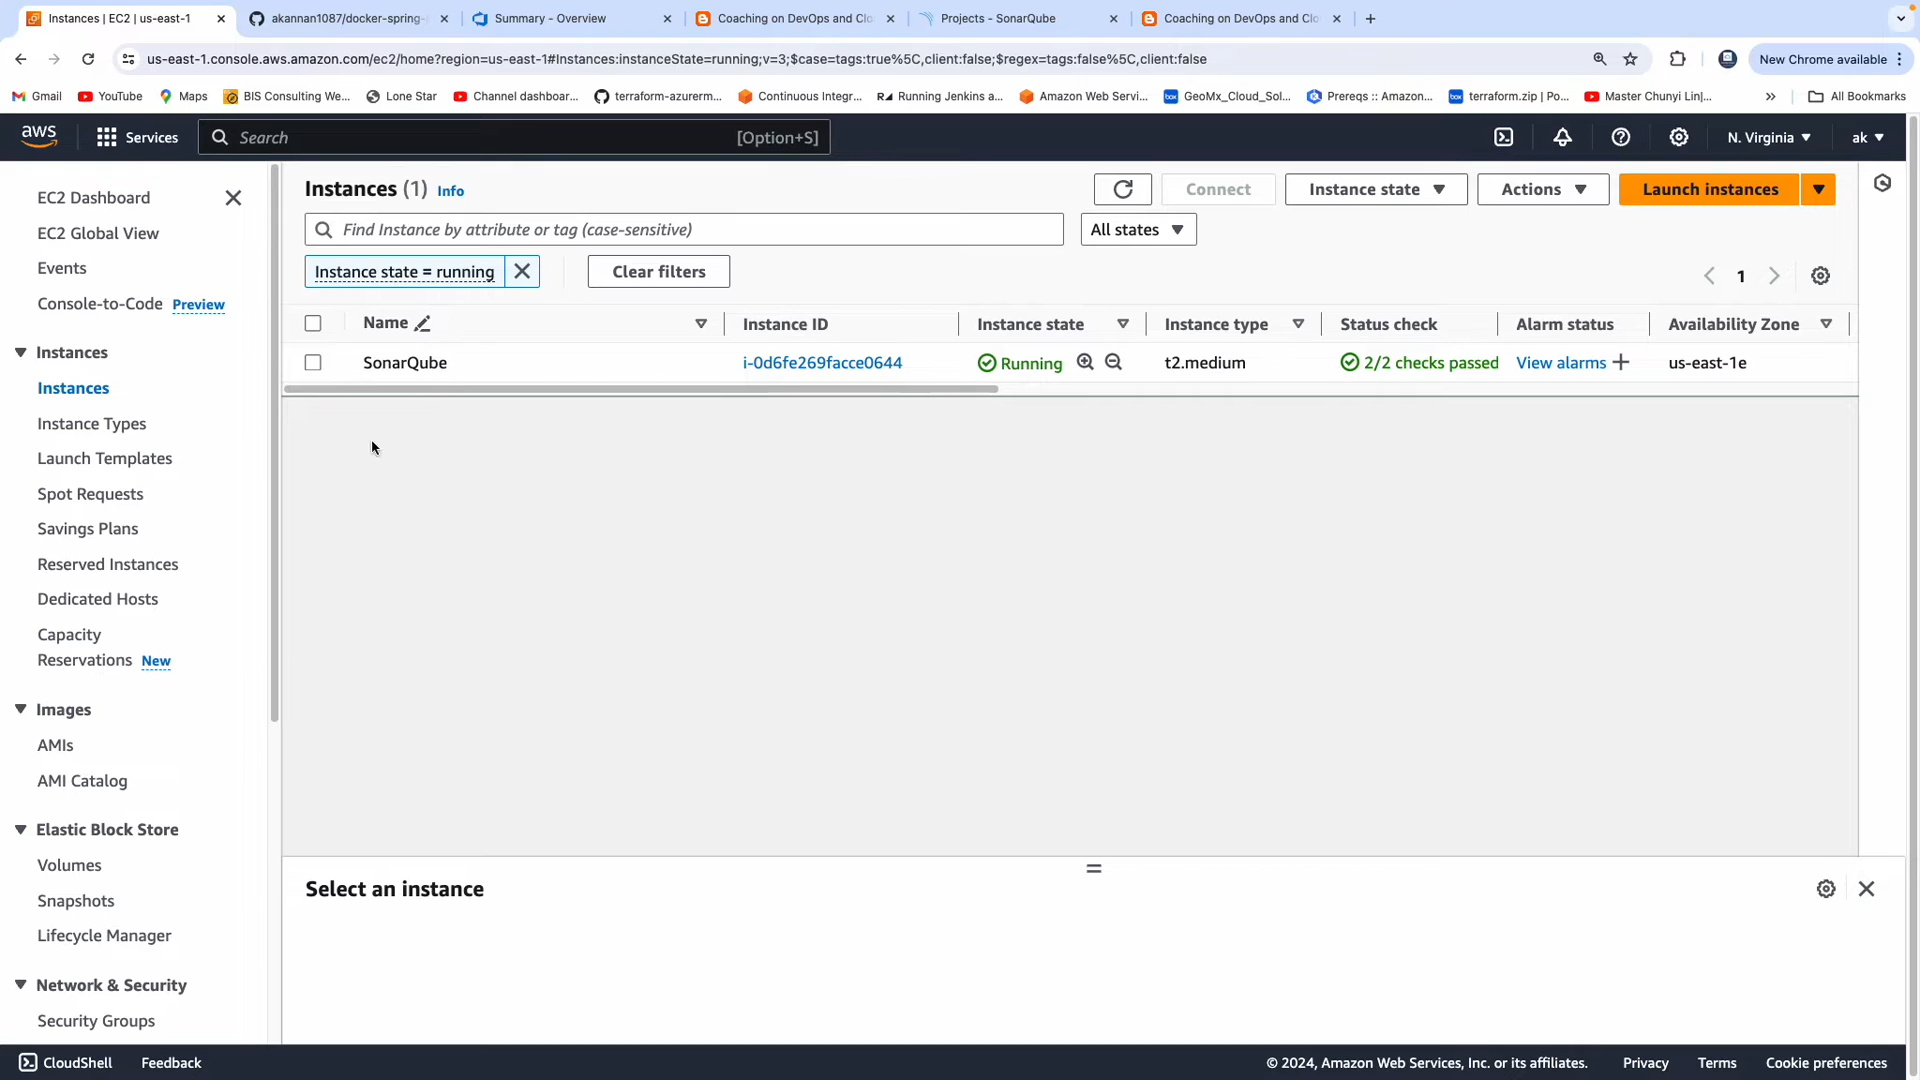 Instances | EC2 | us-east-1
akannan1087/docker-spring-
Summary - Overview
Coaching on DevOps and Clo
Projects - SonarQube
Coaching on DevOps and Clo
us-east-1.console.aws.amazon.com/ec2/home?region=us-east-1#Instances:instanceState=running;v=3;$case=tags:true%5C,client:false;$regex=tags:false%5C,client:false
New Chrome available
Gmail
YouTube
Maps
BIS Consulting We...
Lone Star
Channel dashboar...
terraform-azurerm...
Continuous Integr...
Running Jenkins a...
Amazon Web Servi...
GeoMx_Cloud_Sol...
Prereqs :: Amazon...
terraform.zip | Po...
Master Chunyi Lin|...
»
All Bookmarks
aws
Services
Search
[Option+S]
N. Virginia
ak
EC2 Dashboard
EC2 Global View
Events
Console-to-Code Preview
Instances
Instances
Instance Types
Launch Templates
Spot Requests
Savings Plans
Reserved Instances
Dedicated Hosts
Capacity
Reservations New
Images
AMIs
AMI Catalog
Elastic Block Store
Volumes
Snapshots
Lifecycle Manager
Network & Security
Security Groups
Instances (1) Info
Connect
Instance state
Actions
Launch instances
Find Instance by attribute or tag (case-sensitive)
All states
Instance state = running
Clear filters
1
Name
Instance ID
Instance state
Instance type
Status check
Alarm status
Availability Zone
SonarQube
i-0d6fe269facce0644
Running
t2.medium
2/2 checks passed
View alarms +
us-east-1e
Select an instance
CloudShell
Feedback
© 2024, Amazon Web Services, Inc. or its affiliates.
Privacy
Terms
Cookie preferences